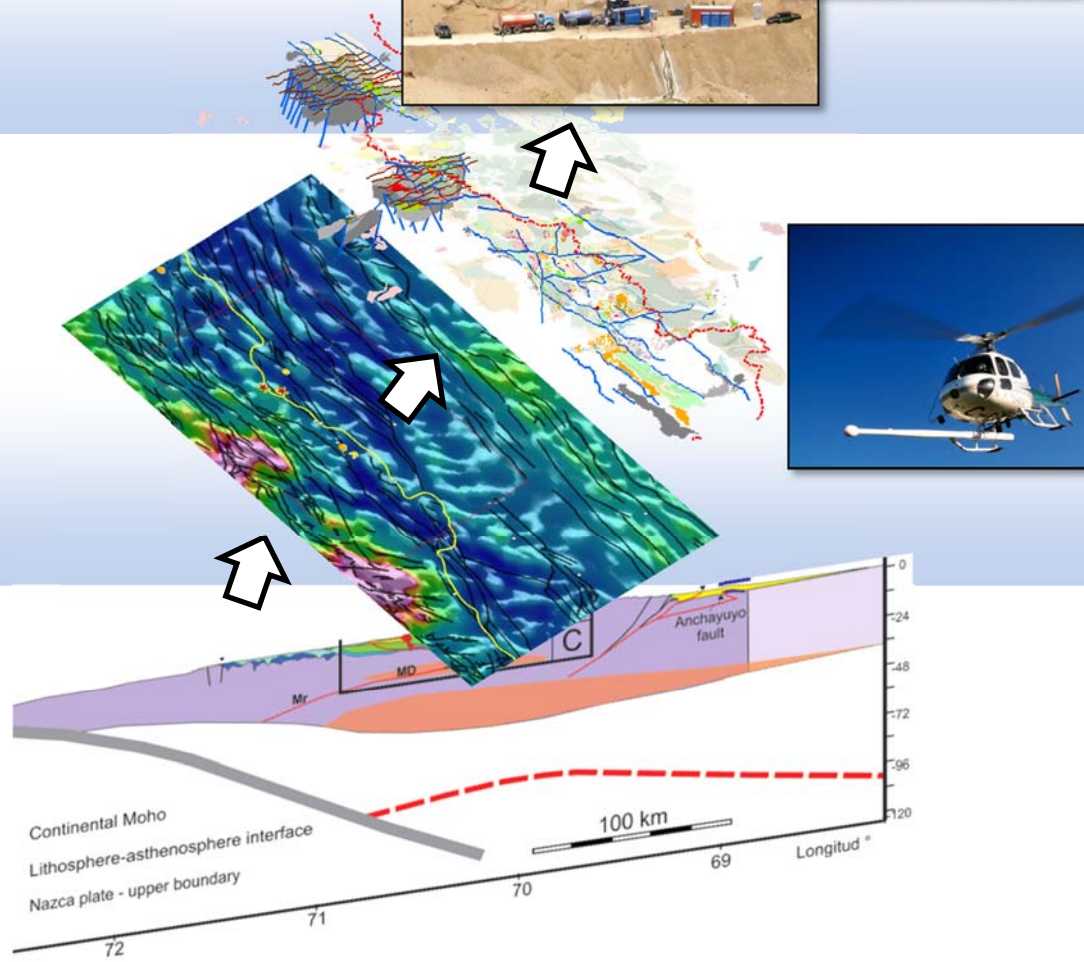 0
-24
-48
-72
-96
-120
Anchayuyo
fault
C
MD
Mr
100 km
Longitud °
69
70
71
72
Continental Moho
Lithosphere-asthenosphere interface
Nazca plate - upper boundary